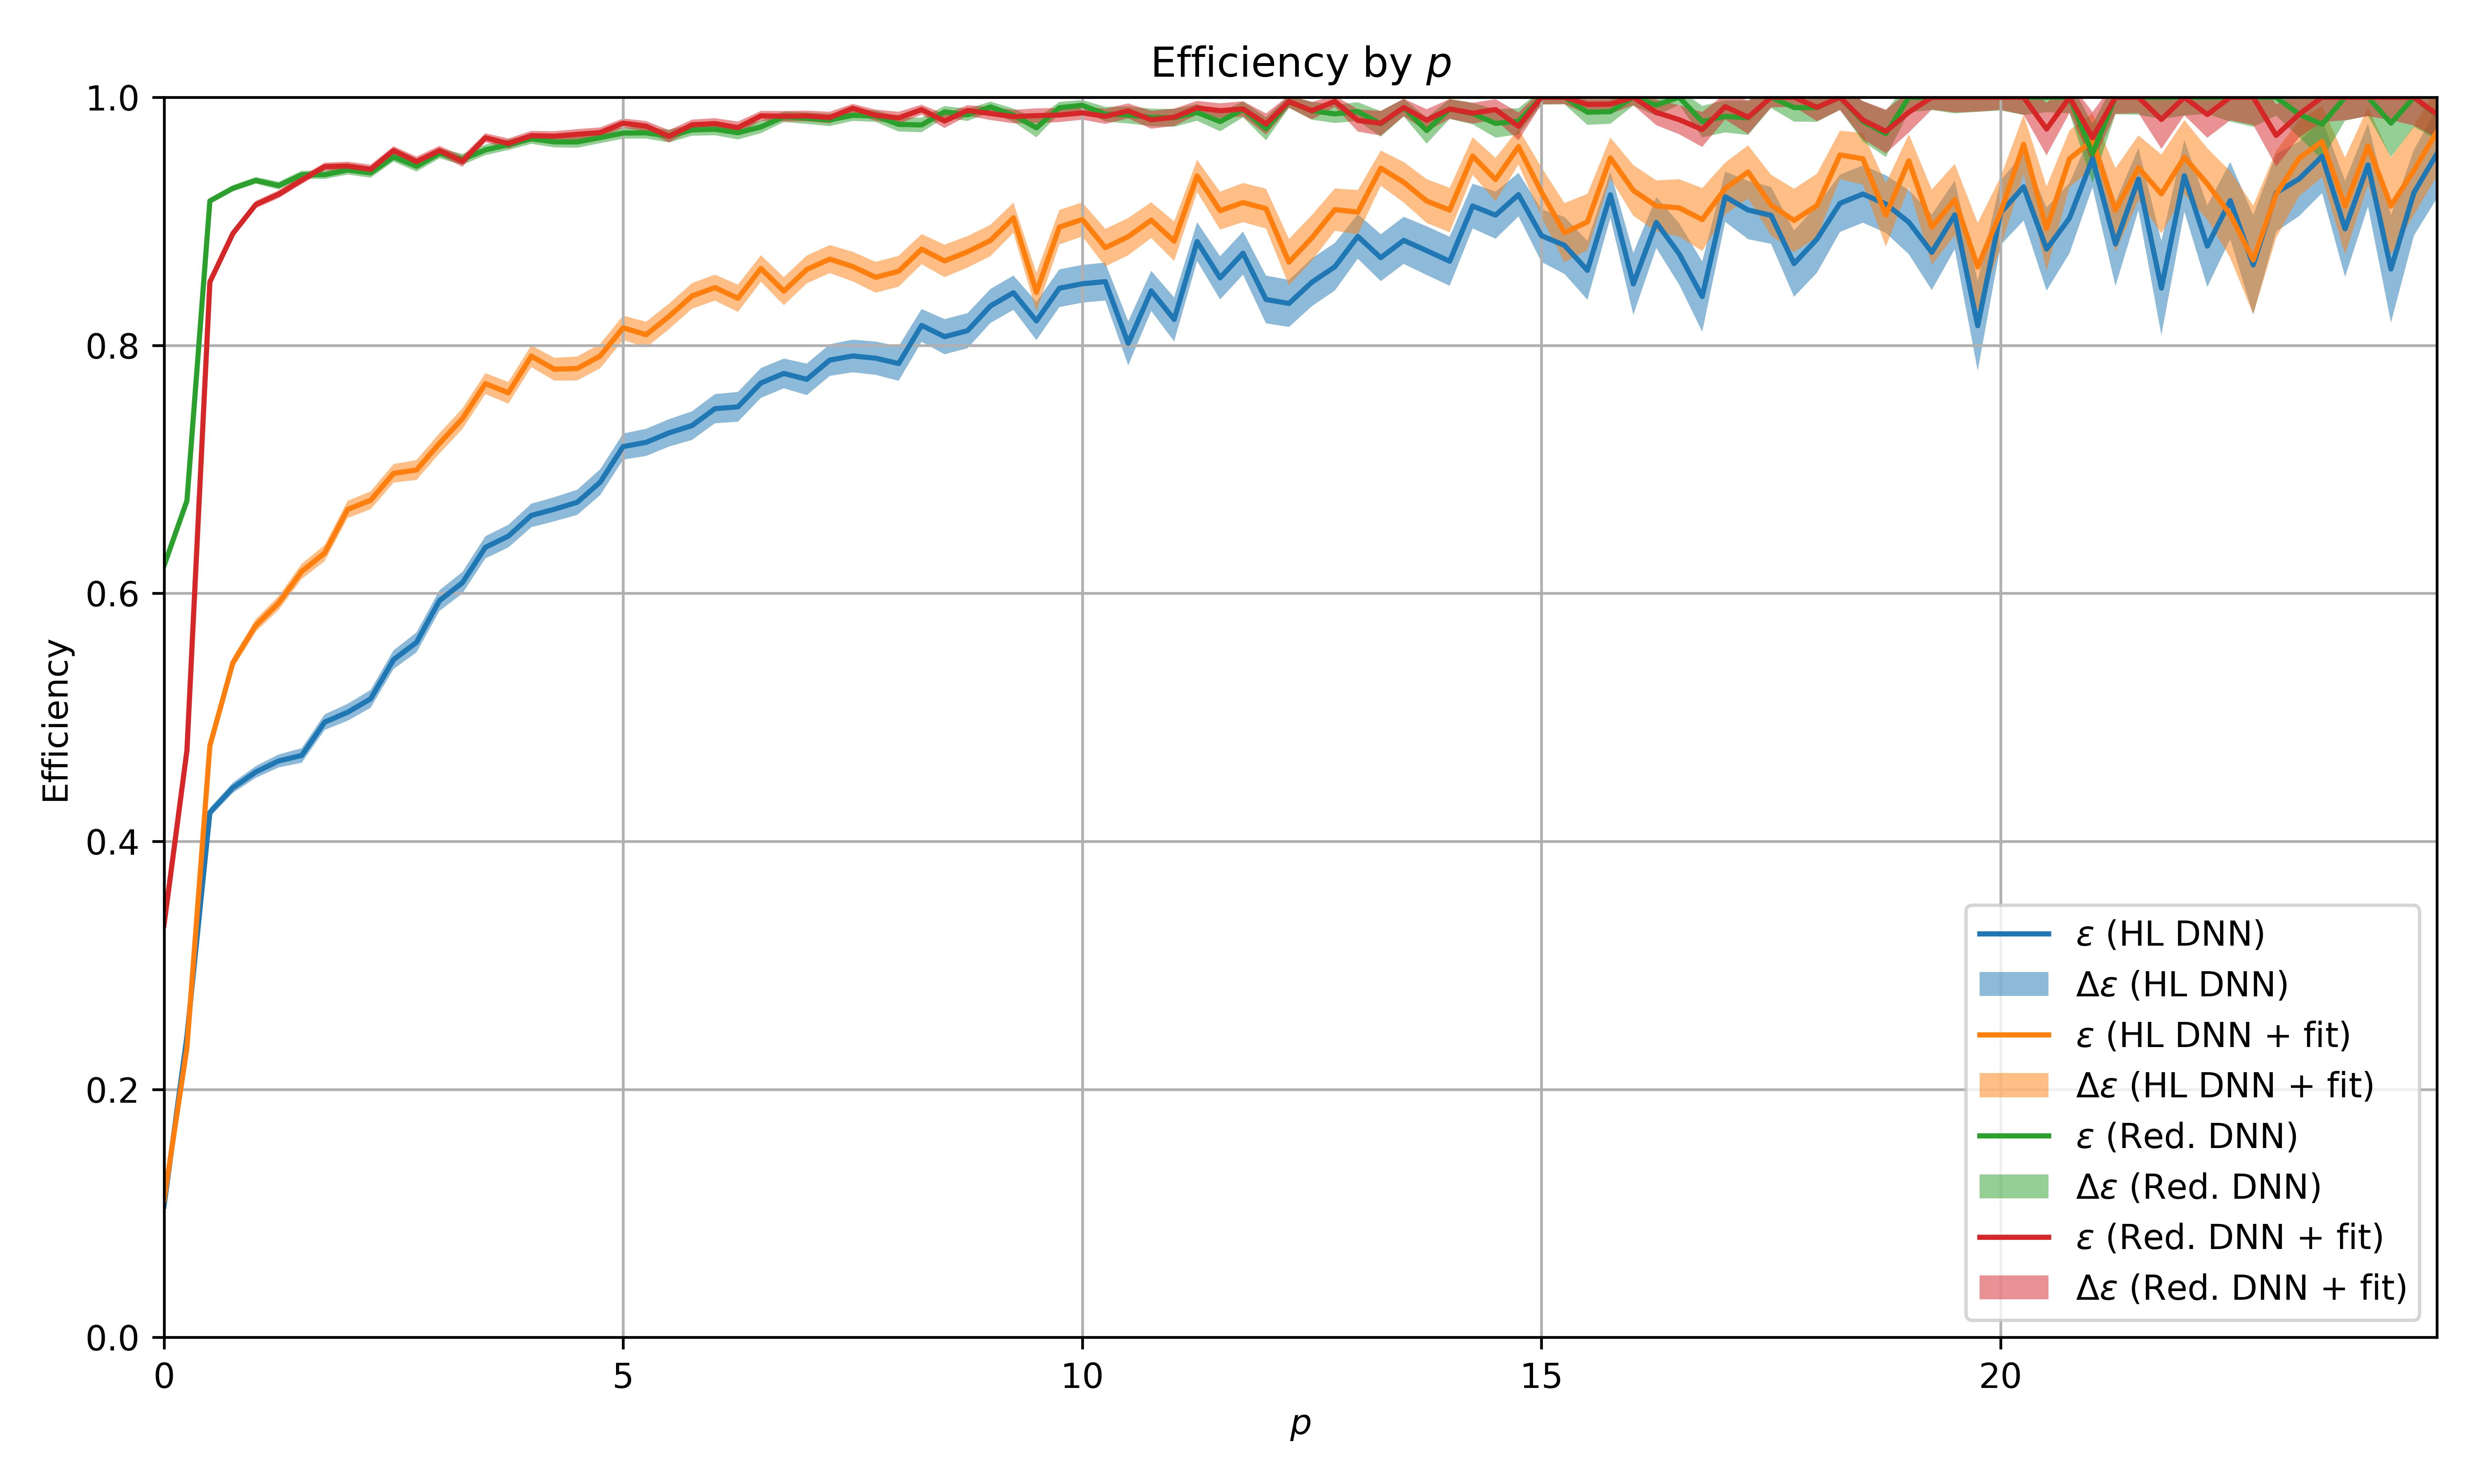 Efficiency by p
1.0
0.8
0.6
0.4
0.2
0.0
Efficiency
0
5
10
15
20
p
ε (HL DNN)
Δε (HL DNN)
ε (HL DNN + fit)
Δε (HL DNN + fit)
ε (Red. DNN)
Δε (Red. DNN)
ε (Red. DNN + fit)
Δε (Red. DNN + fit)